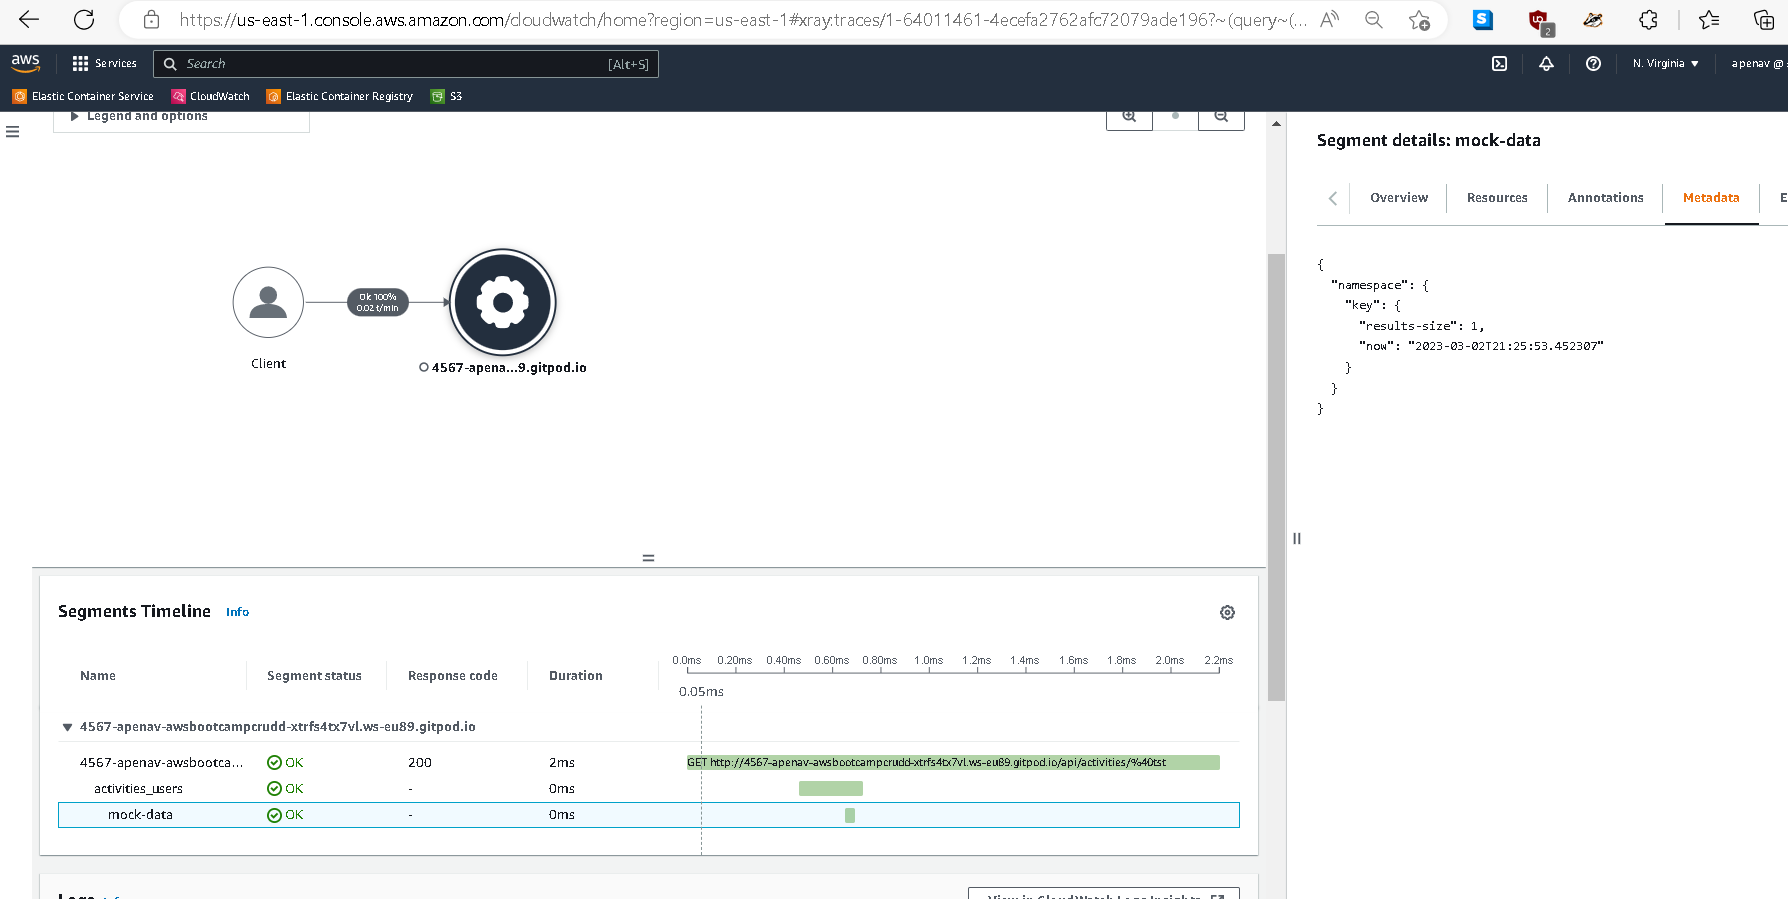 https://us-east-1.console.aws.amazon.com/cloudwatch/home?region=us-east-1#xray:traces/1-64011461-4ecefa2762afc72079ade196?~(query~(...
2
aws
Services
Search
[Alt+S]
N. Virginia
apenav @
Elastic Container Service
CloudWatch
Elastic Container Registry
S3
Legend and options
Ok 100%
0.02 t/min
Client
4567-apena...9.gitpod.io
Segments Timeline
Info
0.0ms 0.20ms 0.40ms 0.60ms 0.80ms 1.0ms 1.2ms 1.4ms 1.6ms 1.8ms 2.0ms 2.2ms
Name Segment status Response code Duration
0.05ms
4567-apenav-awsbootcampcrudd-xtrfs4tx7vl.ws-eu89.gitpod.io
4567-apenav-awsbootca... OK 200 2ms GET http://4567-apenav-awsbootcampcrudd-xtrfs4tx7vl.ws-eu89.gitpod.io/api/activities/%40tst
activities_users OK - 0ms
mock-data OK - 0ms
Segment details: mock-data
Overview Resources Annotations Metadata E
{
"namespace": {
"key": {
"results-size": 1,
"now": "2023-03-02T21:25:53.452307"
}
}
}